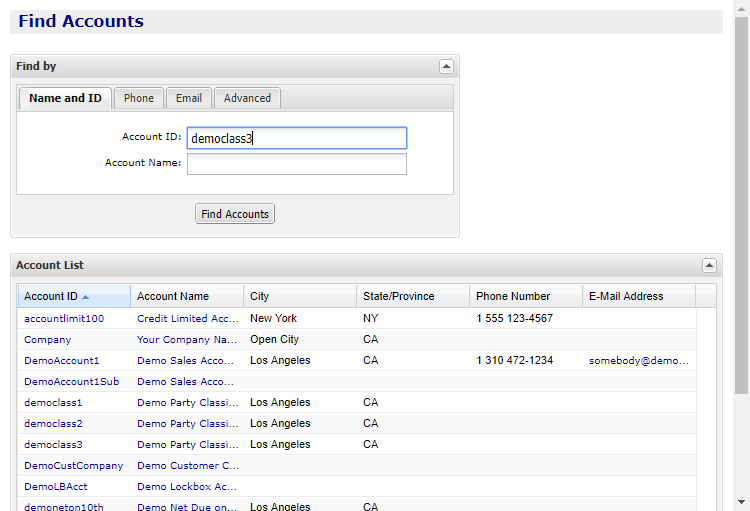 Find Accounts
Find by
Name and ID Phone Email Advanced
Account ID: democlass3
Account Name:
Find Accounts
Account List
Account ID Account Name City State/Province Phone Number E-Mail Address
accountlimit100 Credit Limited Acc... New York NY 1 555 123-4567
Company Your Company Na... Open City CA
DemoAccount1 Demo Sales Acco... Los Angeles CA 1 310 472-1234 somebody@demo...
DemoAccount1Sub Demo Sales Acco...
democlass1 Demo Party Classi... Los Angeles CA
democlass2 Demo Party Classi... Los Angeles CA
democlass3 Demo Party Classi... Los Angeles CA
DemoCustCompany Demo Customer C...
DemoLBAcct Demo Lockbox Ac...
demoneton10th Demo Net Due on... Los Angeles CA